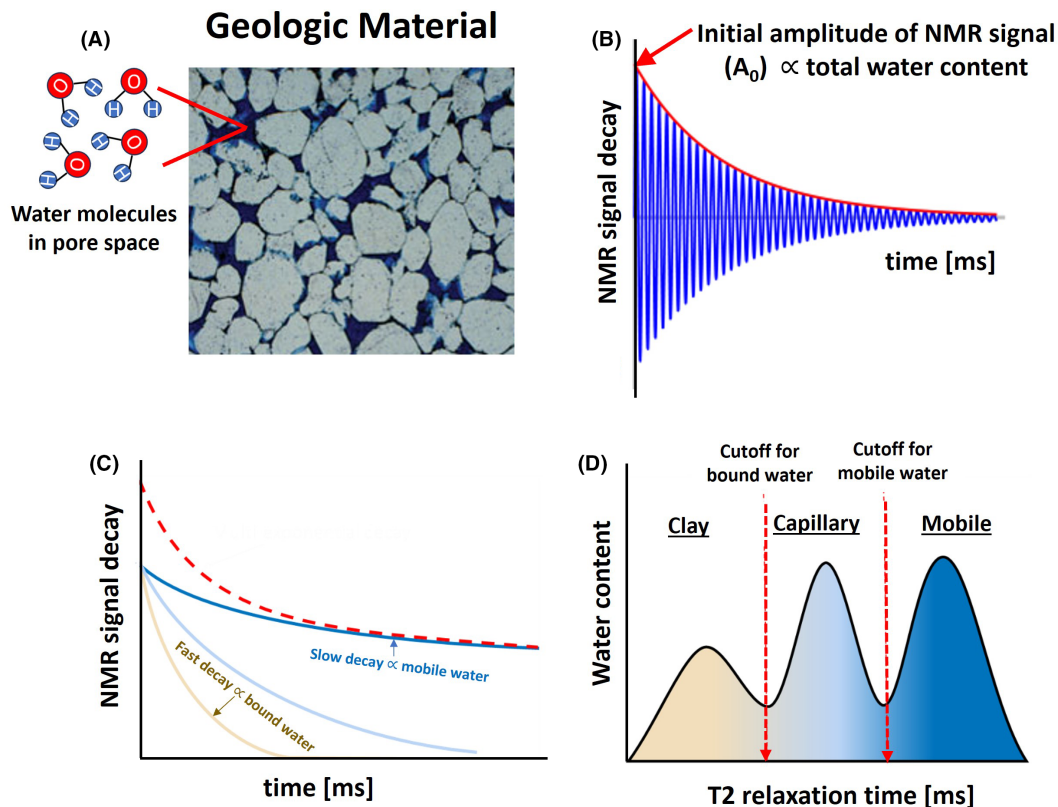 Geologic Material
(A)
O H O
H H H
H H O
H O H
Water molecules
in pore space
(B)
Initial amplitude of NMR signal
(A₀) ∝ total water content
NMR signal decay
time [ms]
(C)
NMR signal decay
Slow decay ∝ mobile water
Fast decay ∝ bound water
time [ms]
(D)
Cutoff for
bound water
Cutoff for
mobile water
Clay
Capillary
Mobile
Water content
T2 relaxation time [ms]